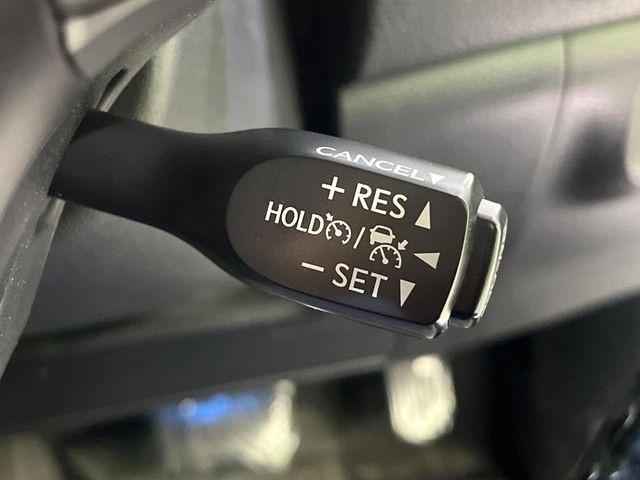 CANCEL▼
+ RES ▲
HOLD / ◀
− SET ▼